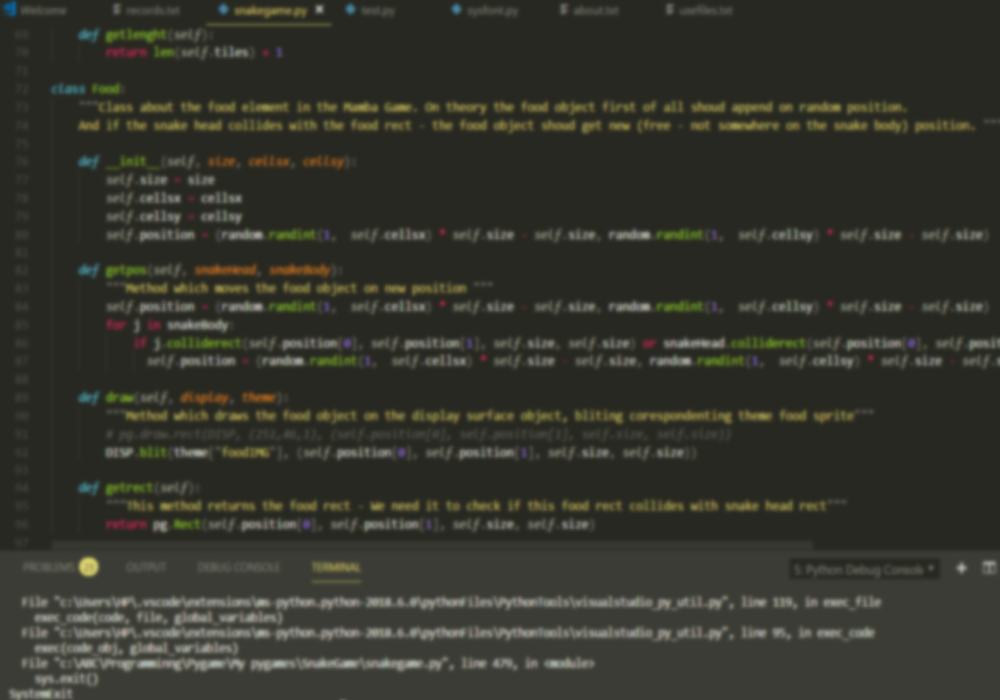 Welcome records.txt snakegame.py × test.py sysfont.py about.txt usefiles.txt
69 def getlenght(self):
70 return len(self.tiles) + 1
71
72 class Food:
73 """Class about the food element in the Mamba Game. On theory the food object first of all shoud append on random position.
74 And if the snake head collides with the food rect - the food object shoud get new (free - not somewhere on the snake body) position. """
75
76 def __init__(self, size, cellsx, cellsy):
77 self.size = size
78 self.cellsx = cellsx
79 self.cellsy = cellsy
80 self.position = (random.randint(1, self.cellsx) * self.size - self.size, random.randint(1, self.cellsy) * self.size - self.size)
81
82 def getpos(self, snakeHead, snakeBody):
83 """Method which moves the food object on new position """
84 self.position = (random.randint(1, self.cellsx) * self.size - self.size, random.randint(1, self.cellsy) * self.size - self.size)
85 for j in snakeBody:
86 if j.colliderect(self.position[0], self.position[1], self.size, self.size) or snakeHead.colliderect(self.position[0], self.posit
87 self.position = (random.randint(1, self.cellsx) * self.size - self.size, random.randint(1, self.cellsy) * self.size - self.s
88
89 def draw(self, display, theme):
90 """Method which draws the food object on the display surface object, bliting corespondenting theme food sprite"""
91 # pg.draw.rect(DISP, (251,46,1), (self.position[0], self.position[1], self.size, self.size))
92 DISP.blit(theme["foodIMG"], (self.position[0], self.position[1], self.size, self.size))
93
94 def getrect(self):
95 """This method returns the food rect - We need it to check if this food rect collides with snake head rect"""
96 return pg.Rect(self.position[0], self.position[1], self.size, self.size)
97
PROBLEMS 23 OUTPUT DEBUG CONSOLE TERMINAL 5: Python Debug Console +
File "c:\Users\HP\.vscode\extensions\ms-python.python-2018.6.0\pythonFiles\PythonTools\visualstudio_py_util.py", line 119, in exec_file
exec_code(code, file, global_variables)
File "c:\Users\HP\.vscode\extensions\ms-python.python-2018.6.0\pythonFiles\PythonTools\visualstudio_py_util.py", line 95, in exec_code
exec(code_obj, global_variables)
File "c:\ABC\Programminng\Pygame\My pygames\SnakeGame\snakegame.py", line 479, in <module>
sys.exit()
SystemExit